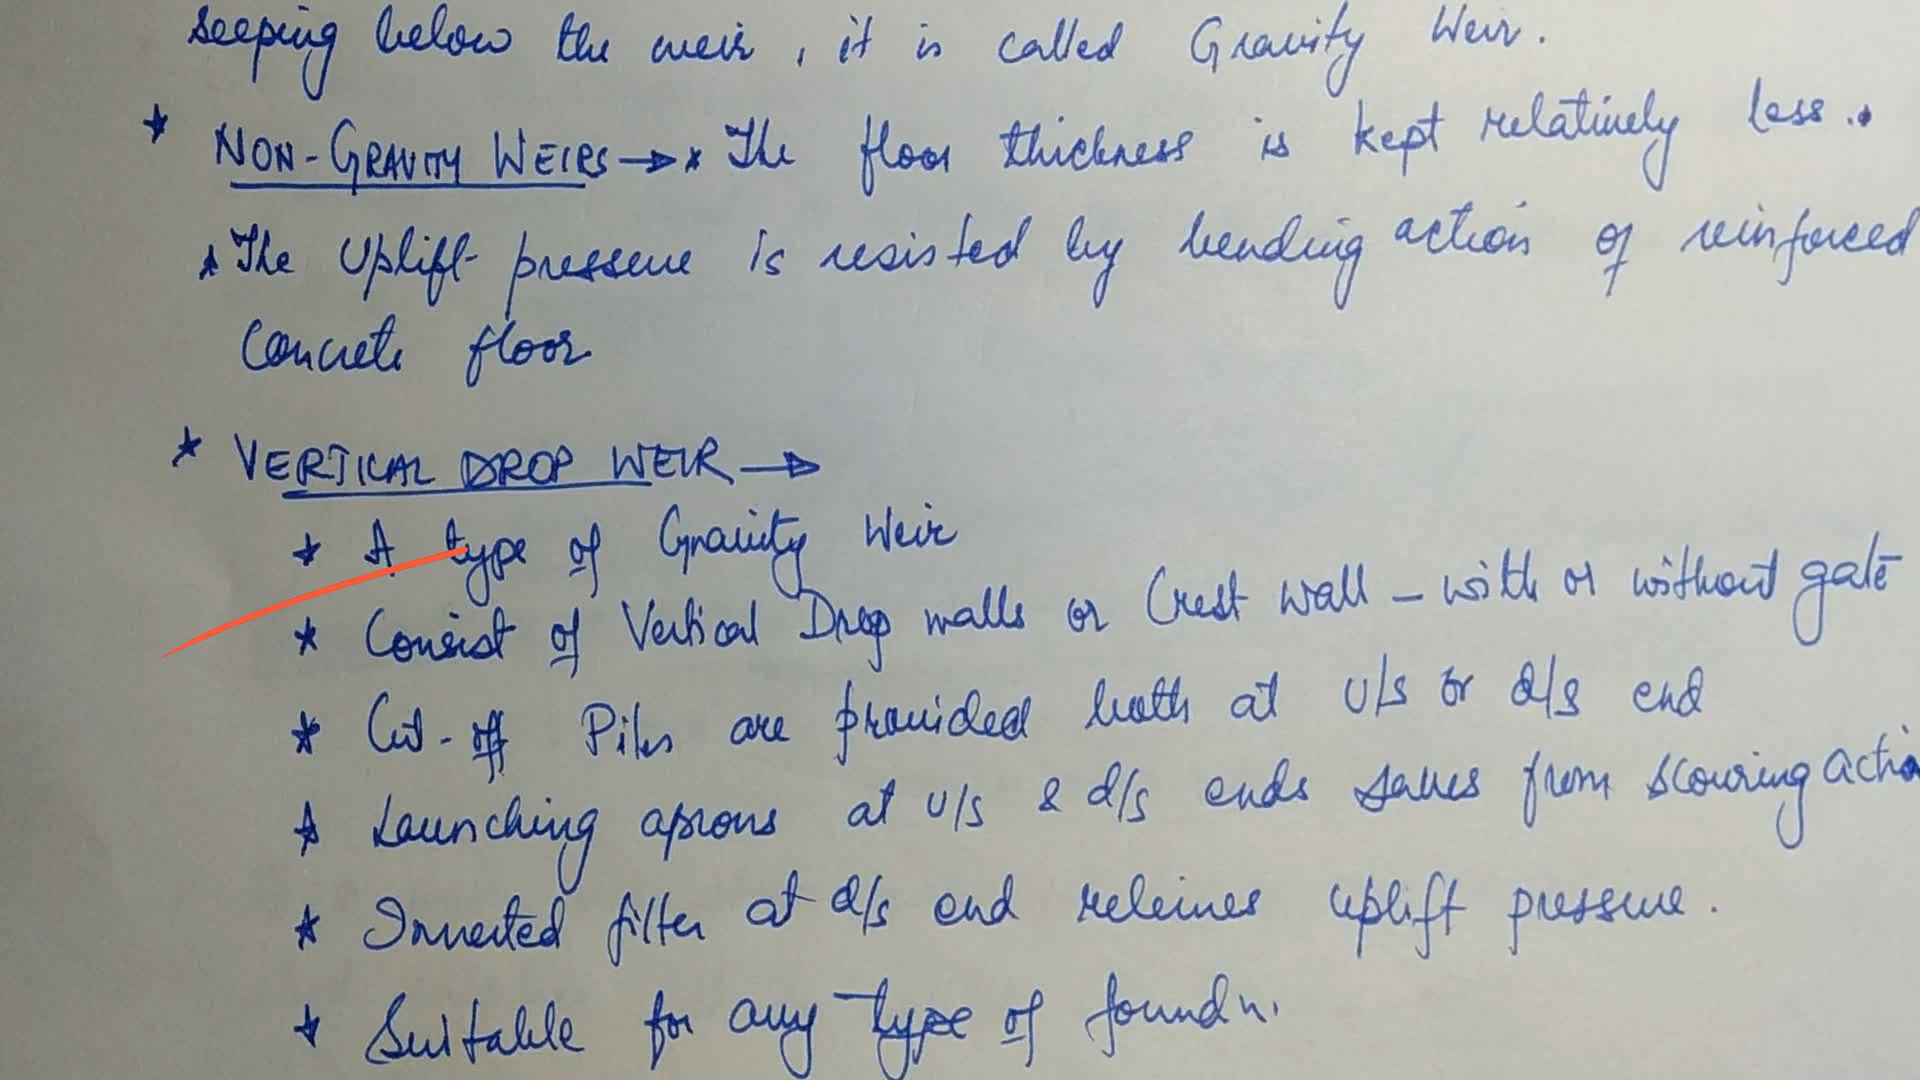 seeping below the weir, it is called Gravity Weir.
* NON-GRAVITY WEIRS → * The floor thickness is kept relatively less.
* The Uplift pressure is resisted by bending action of reinforced
Concrete floor
* VERTICAL DROP WEIR →
* A type of Gravity Weir
* Consist of Vertical Drop walls or Crest wall - with or without gate
* Cut-off Piles are provided both at u/s or d/s end
* Launching aprons at u/s & d/s ends saves from scouring actio
* Inverted filter at d/s end releives uplift pressure.
* Suitable for any type of foundn.